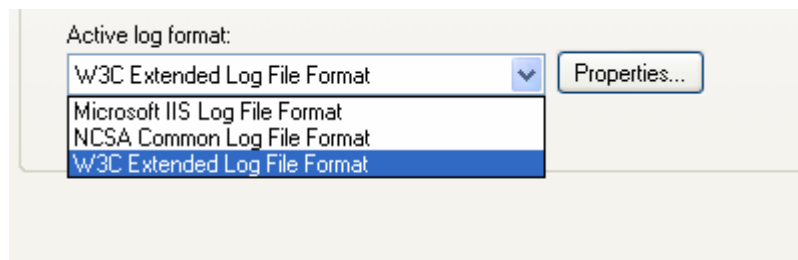 Active log format:
W3C Extended Log File Format
Properties...
Microsoft IIS Log File Format
NCSA Common Log File Format
W3C Extended Log File Format